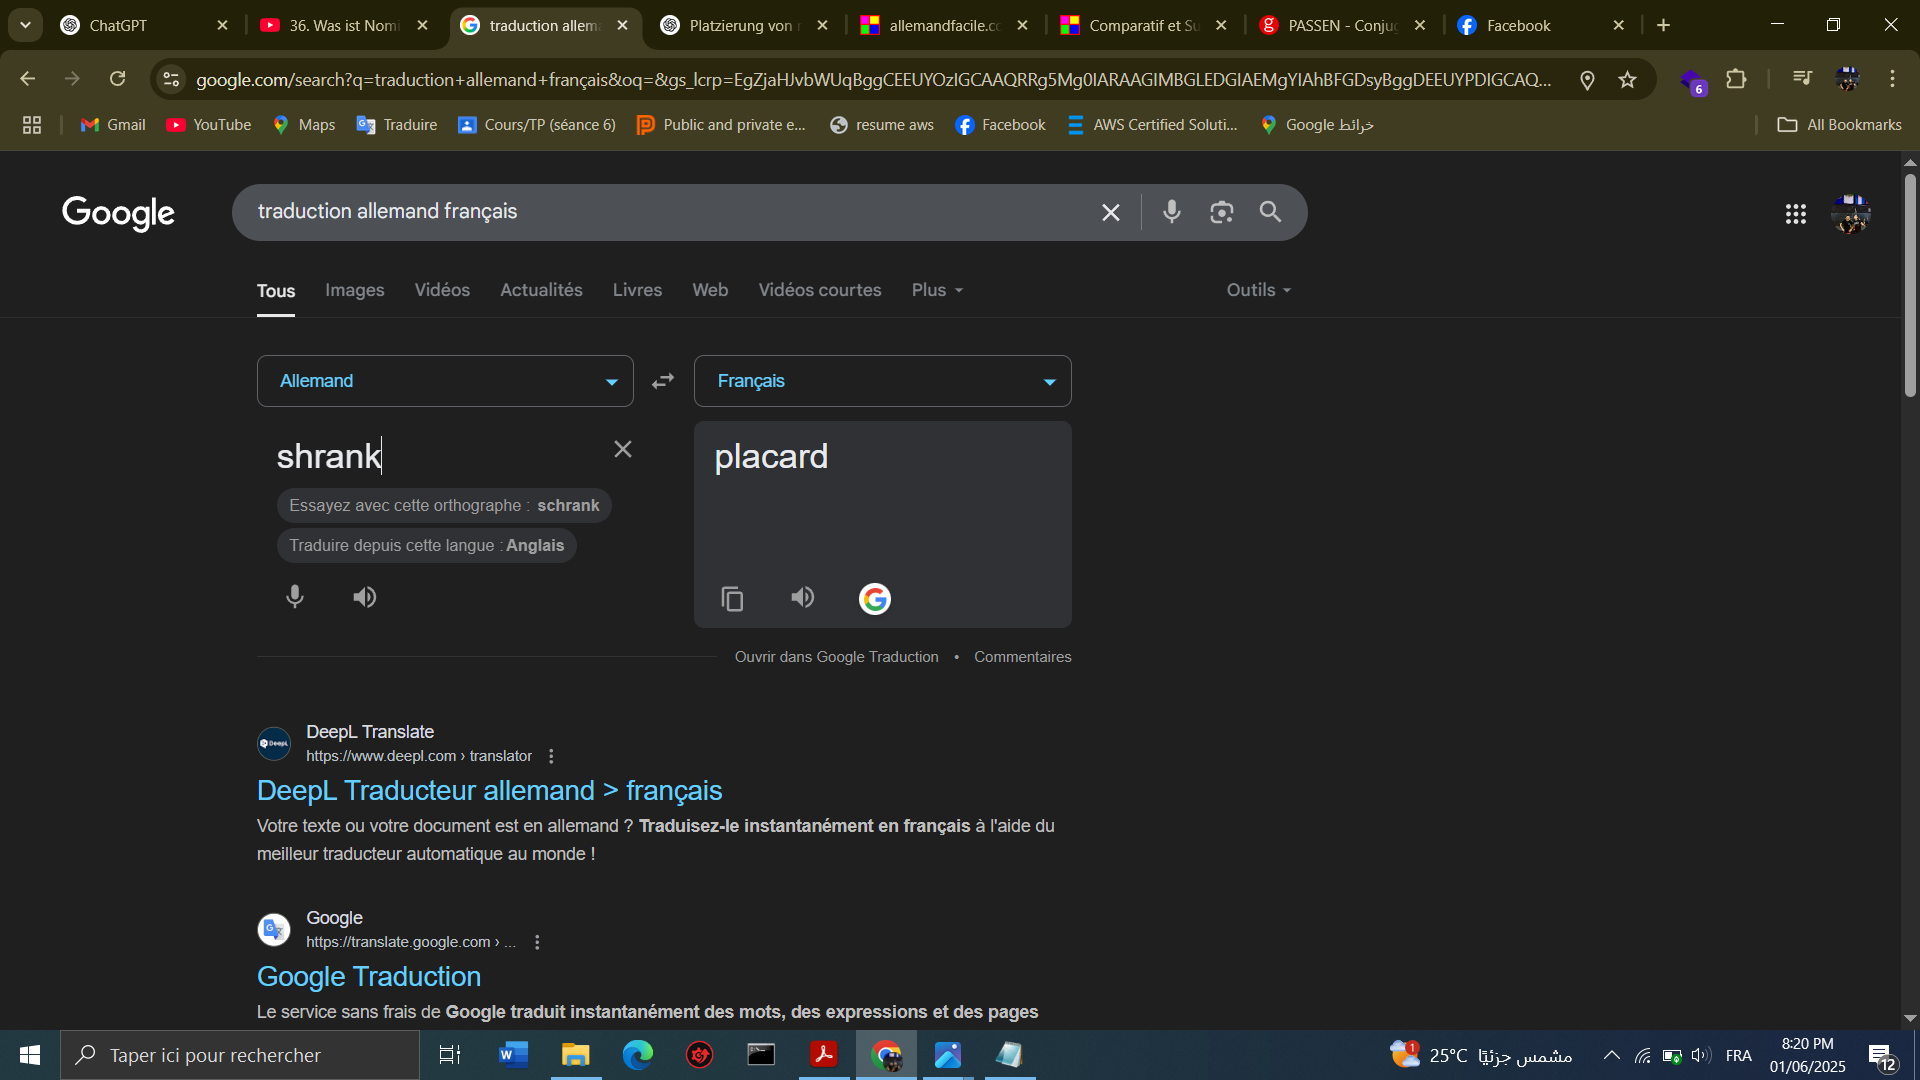 ChatGPT
36. Was ist Nomi
traduction allema
Platzierung von
allemandfacile.co
Comparatif et Su
PASSEN - Conjug
Facebook
google.com/search?q=traduction+allemand+français&oq=&gs_lcrp=EgZjaHJvbWUqBggCEEUYOzIGCAAQRRg5Mg0IARAAGIMBGLEDGIAEMgYIAhBFGDsyBggDEEUYPDIGCAQ...
6
Gmail
YouTube
Maps
Traduire
Cours/TP (séance 6)
Public and private e...
resume aws
Facebook
AWS Certified Soluti...
خرائط Google
All Bookmarks
Google
traduction allemand français
Tous
Images
Vidéos
Actualités
Livres
Web
Vidéos courtes
Plus
Outils
Allemand
Français
shrank
placard
Essayez avec cette orthographe : schrank
Traduire depuis cette langue : Anglais
Ouvrir dans Google Traduction • Commentaires
DeepL
DeepL Translate
https://www.deepl.com › translator
DeepL Traducteur allemand > français
Votre texte ou votre document est en allemand ? Traduisez-le instantanément en français à l'aide du
meilleur traducteur automatique au monde !
Google
https://translate.google.com › ...
Google Traduction
Le service sans frais de Google traduit instantanément des mots, des expressions et des pages
Taper ici pour rechercher
1
25°C مشمس جزئيًا
FRA
8:20 PM
01/06/2025
12